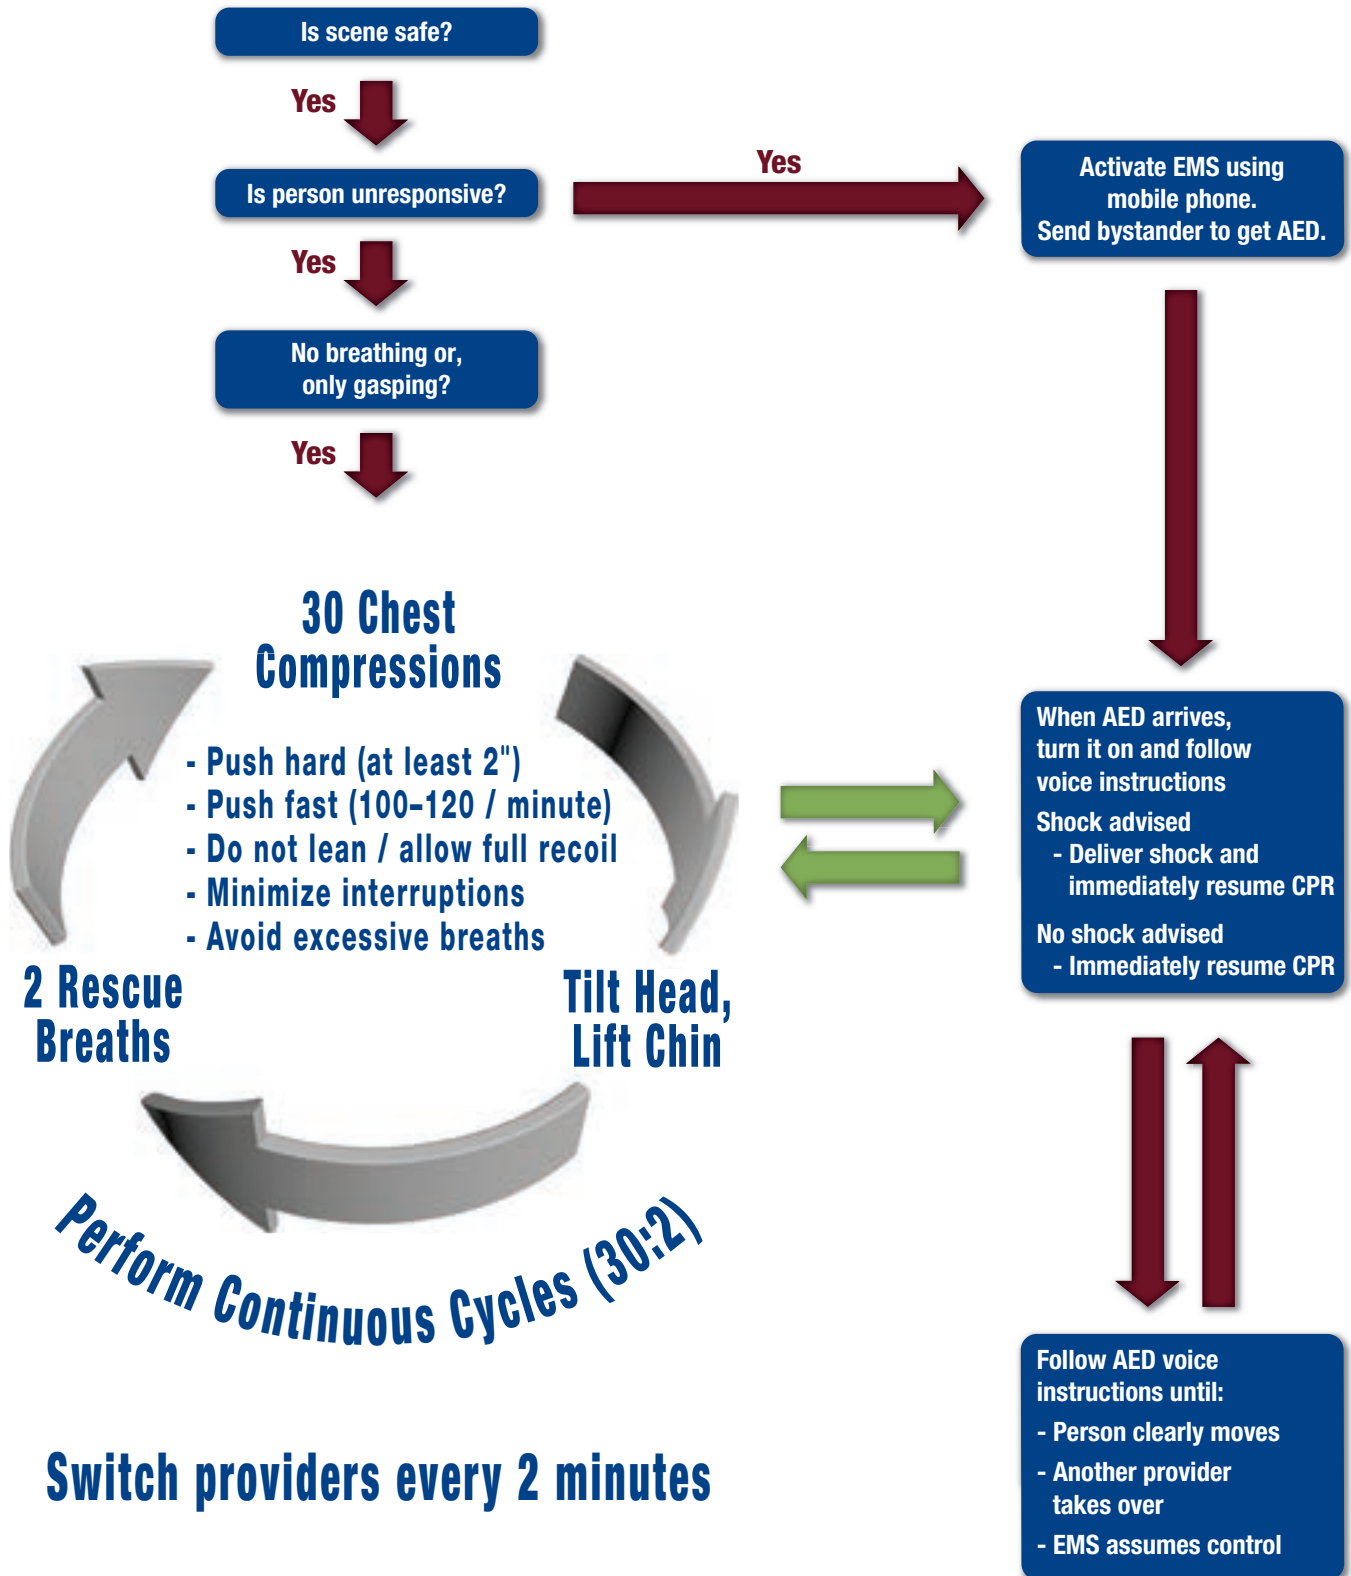 Is scene safe?
Yes
Is person unresponsive?
Yes
Activate EMS using
mobile phone.
Send bystander to get AED.
Yes
No breathing or,
only gasping?
Yes
30 Chest
Compressions
- Push hard (at least 2")
- Push fast (100–120 / minute)
- Do not lean / allow full recoil
- Minimize interruptions
- Avoid excessive breaths
Tilt Head,
Lift Chin
2 Rescue
Breaths
Perform Continuous Cycles (30:2)
Switch providers every 2 minutes
When AED arrives,
turn it on and follow
voice instructions
Shock advised
- Deliver shock and
immediately resume CPR
No shock advised
- Immediately resume CPR
Follow AED voice
instructions until:
- Person clearly moves
- Another provider
takes over
- EMS assumes control